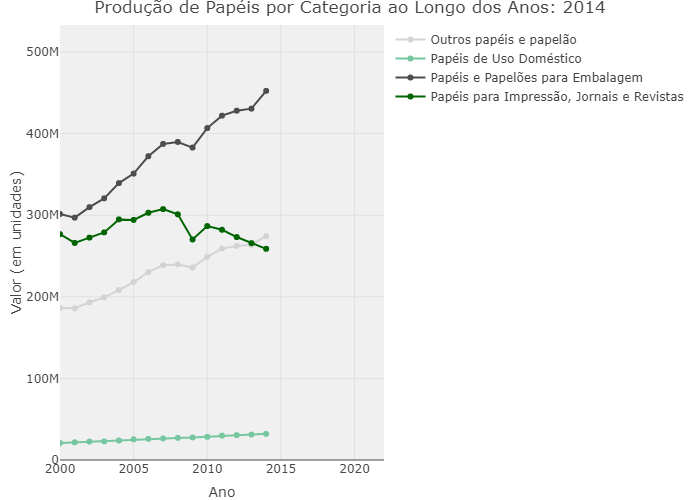 Produção de Papéis por Categoria ao Longo dos Anos: 2014
Outros papéis e papelão
Papéis de Uso Doméstico
Papéis e Papelões para Embalagem
Papéis para Impressão, Jornais e Revistas
Valor (em unidades)
500M
400M
300M
200M
100M
0
2000 2005 2010 2015 2020
Ano